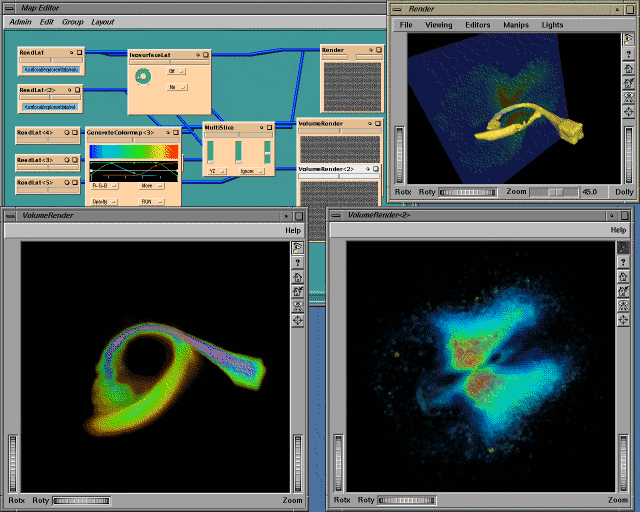 Map Editor
Admin Edit Group Layout
ReadLat
ReadLat<2>
ReadLat<4>
ReadLat<3>
ReadLat<5>
IsosurfaceLat
Off
No
GenerateColormap<3>
R-G-B
More
Opacity
RUN
MultiSlice
YZ
Ignore
Render
VolumeRender
VolumeRender<2>
Render
File Viewing Editors Manips Lights
?
Rotx Roty Zoom 45.0 Dolly
VolumeRender
Help
?
Rotx Roty Zoom
VolumeRender<2>
Help
?
Rotx Roty Zoom